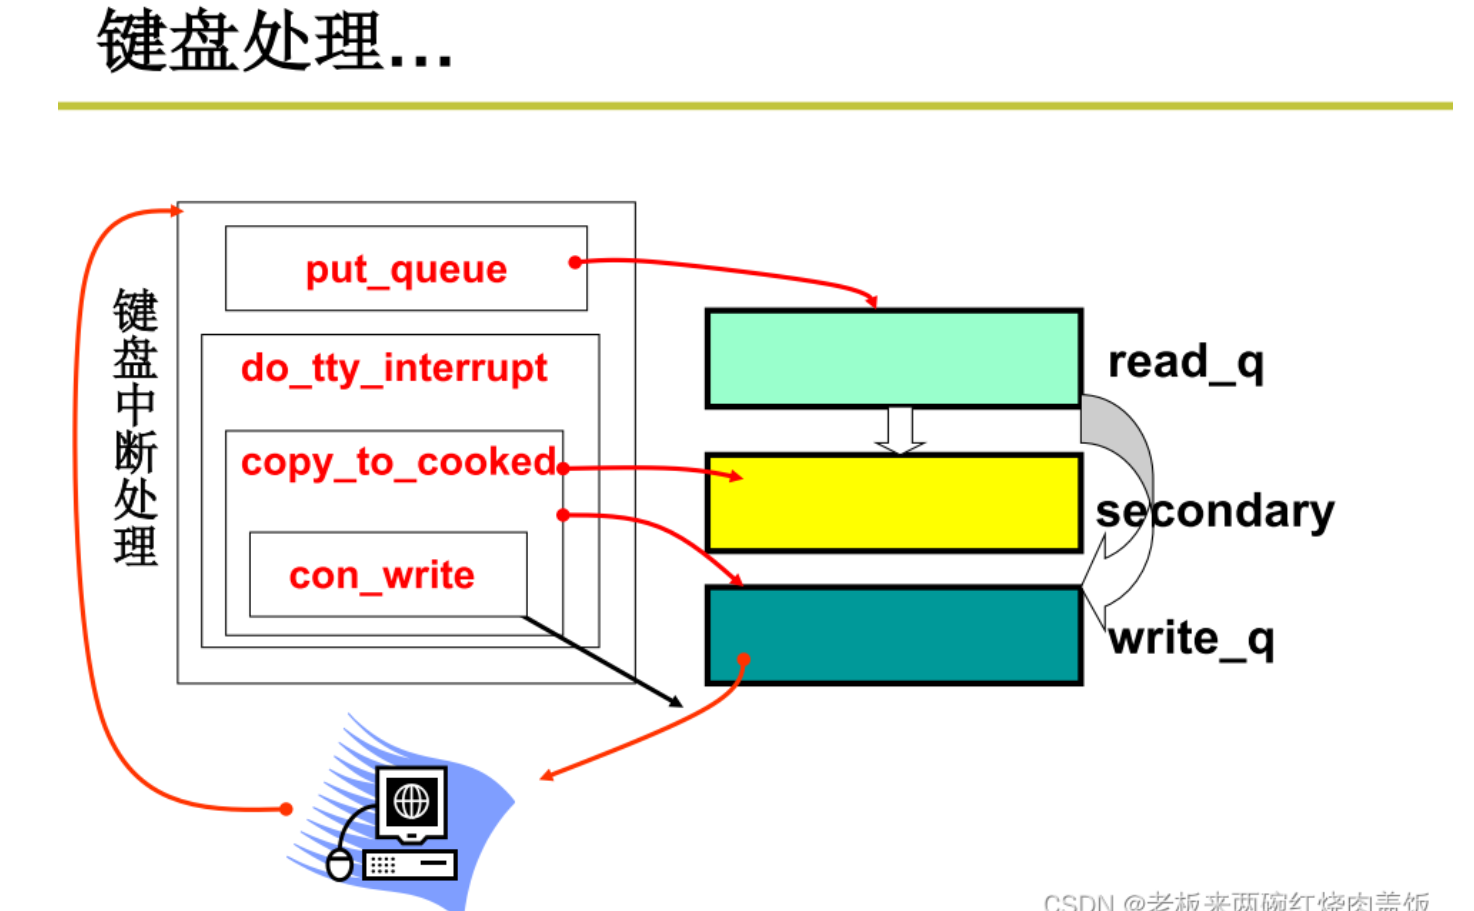 键盘处理...
键盘中断处理
put_queue
do_tty_interrupt
copy_to_cooked
con_write
read_q
secondary
write_q
CSDN @老板来两碗红烧肉盖饭